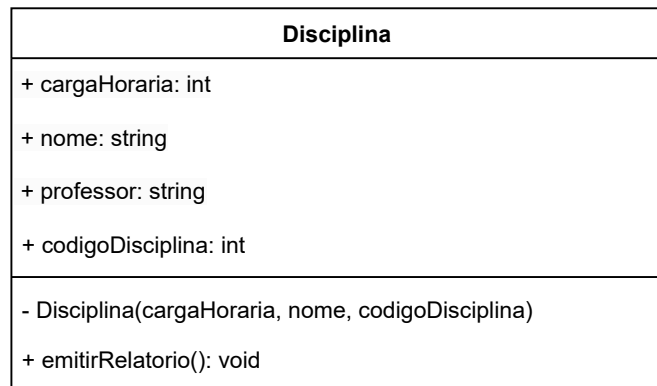 Disciplina
+ cargaHoraria: int
+ nome: string
+ professor: string
+ codigoDisciplina: int
- Disciplina(cargaHoraria, nome, codigoDisciplina)
+ emitirRelatorio(): void